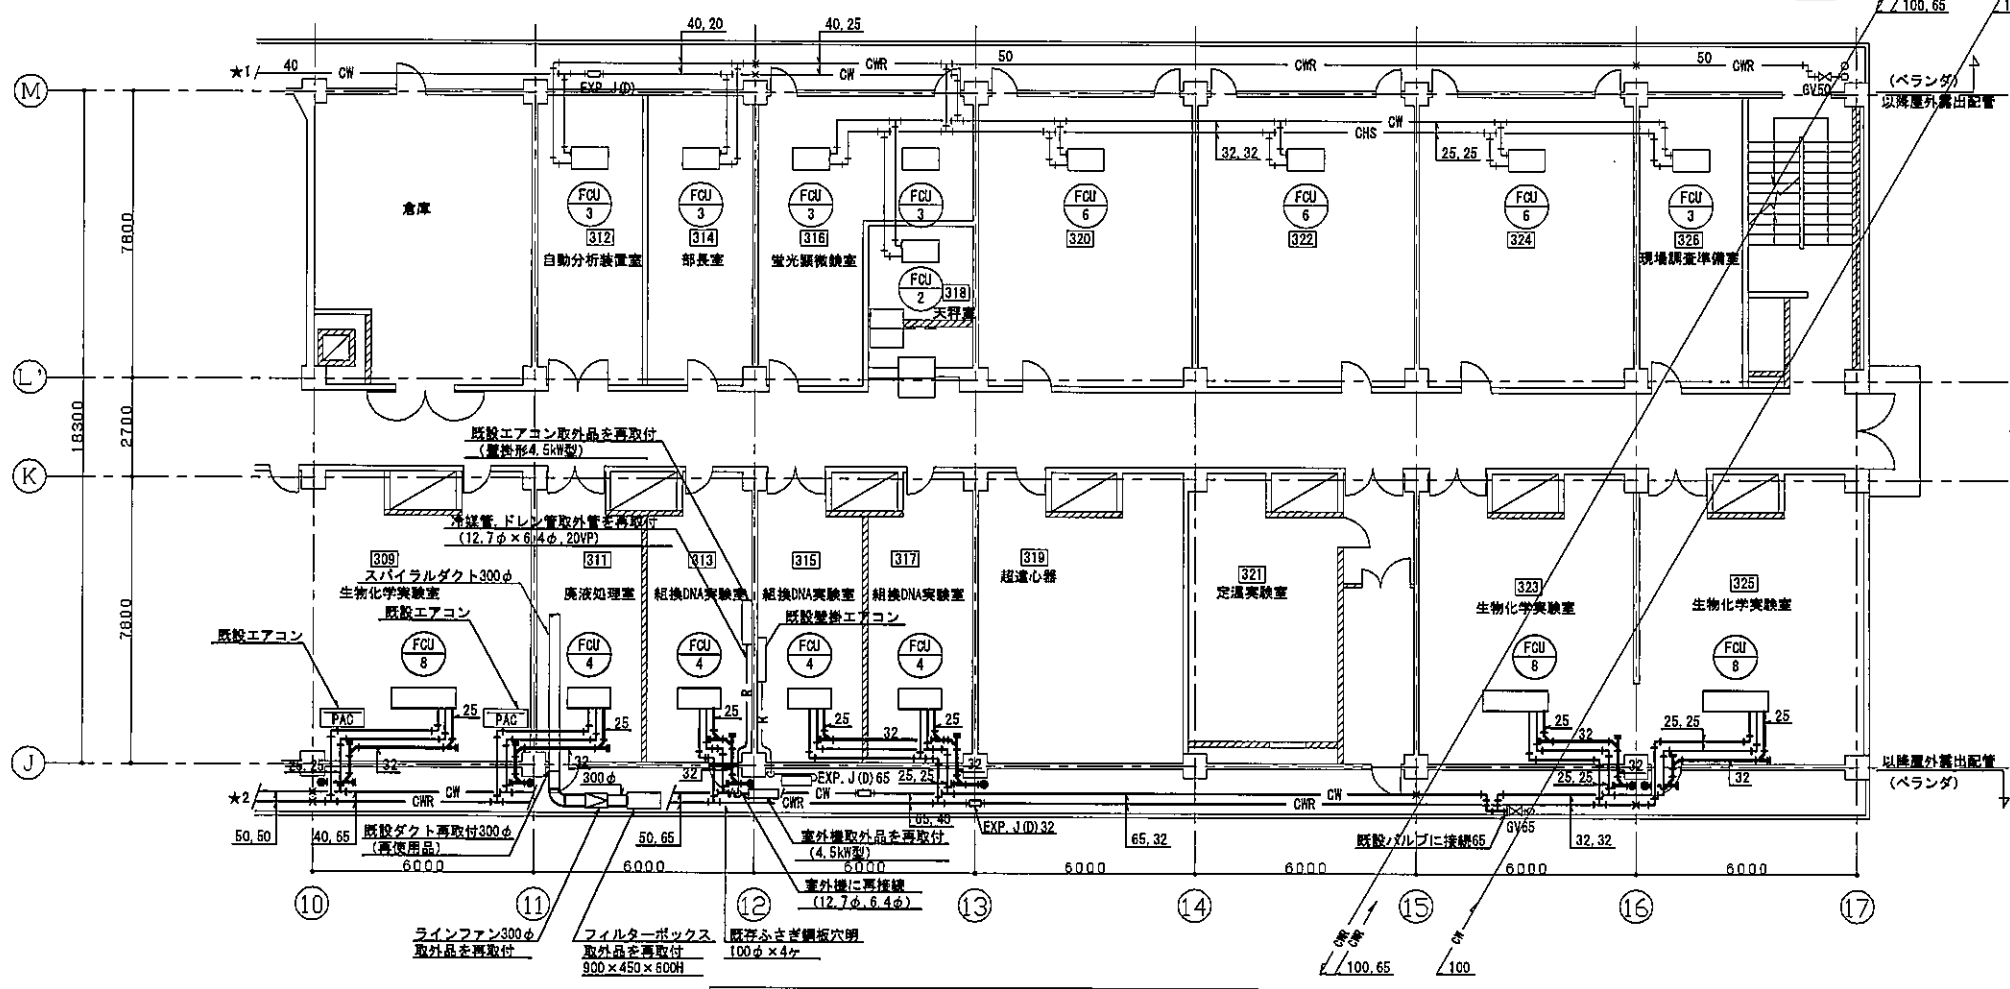 100,65
40,20
40,25
★1
40
CW
CWR
CW
50
CWR
50
CWR
GV50
(ベランダ)
以降屋外露出配管
M
EXP.J(D)
CW
CHS
32,32
25,25
FCU
3
312
自動分析装置室
FCU
3
314
部長室
FCU
3
316
蛍光顕微鏡室
FCU
3
FCU
2
318
天秤室
FCU
6
320
FCU
6
322
FCU
6
324
FCU
3
326
現場調査準備室
倉庫
7800
L'
18300
2700
K
7800
J
既設エアコン取外品を再取付
(壁掛形4.5kW型)
冷媒管,ドレン管取外管を再取付
(12.7φ×6.4φ,20VP)
309
生物化学実験室
スパイラルダクト300φ
既設エアコン
既設エアコン
311
廃液処理室
313
組換DNA実験室
315
組換DNA実験室
317
組換DNA実験室
既設壁掛エアコン
319
超遠心器
321
定温実験室
323
生物化学実験室
325
生物化学実験室
FCU
8
FCU
4
FCU
4
FCU
4
FCU
4
FCU
8
FCU
8
PAC
PAC
R
R
25
25
25
25
25
25
25,25
25
32
32
25,25
32
32
32
25,25
32
32
25,25
32
32
以降屋外露出配管
(ベランダ)
★2
CW
CWR
300φ
EXP.J(D)65
CW
CWR
CW
CWR
50,50
40,65
既設ダクト再取付300φ
(再使用品)
50,65
65,40
EXP.J(D)32
65,32
GV65
既設バルブに接続65
32,32
室外機取外品を再取付
(4.5kW型)
室外機に再接続
(12.7φ,6.4φ)
6000
6000
6000
6000
6000
6000
10
11
12
13
14
15
16
17
ラインファン300φ
取外品を再取付
フィルターボックス
取外品を再取付
900×450×600H
既存ふさぎ鋼板穴明
100φ×4ヶ
CWR
CWR
100,65
CW
100